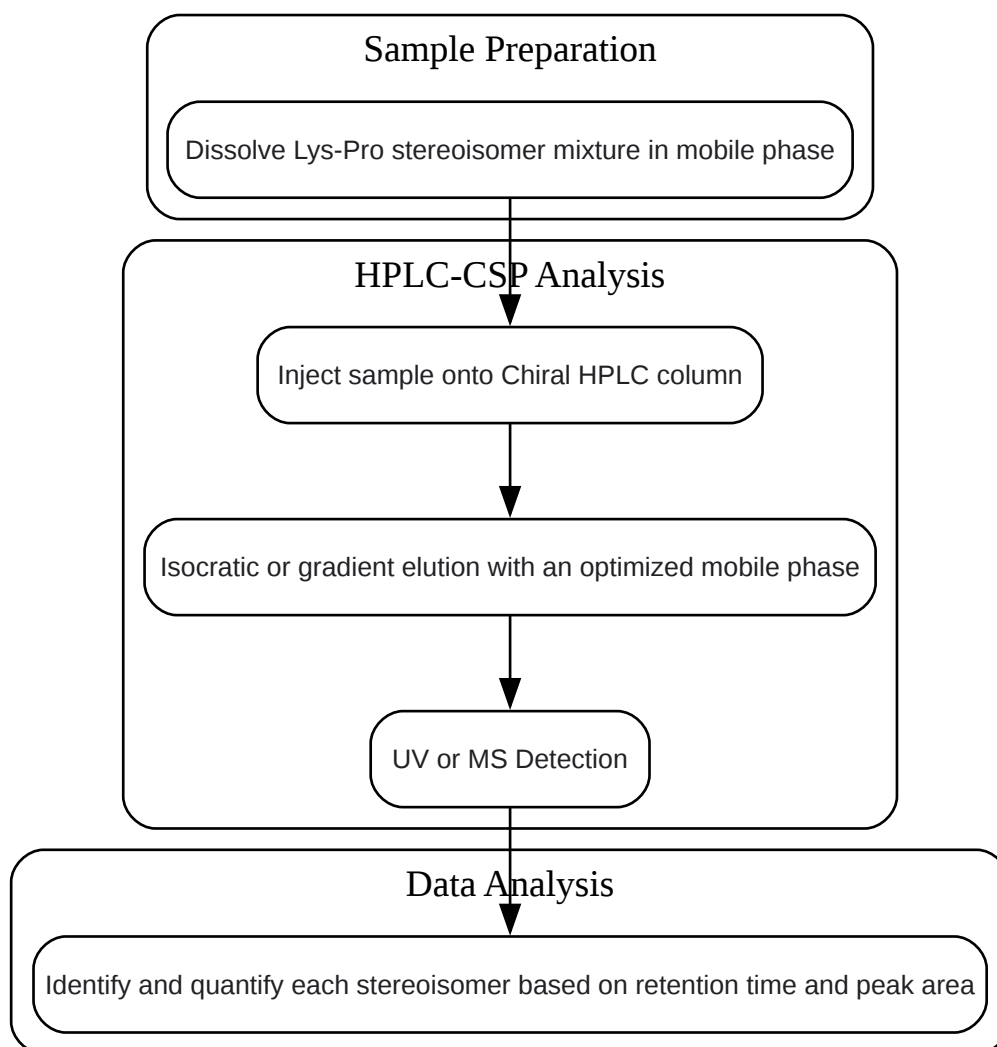 Sample Preparation
Dissolve Lys-Pro stereoisomer mixture in mobile phase
HPLC-CSP Analysis
Inject sample onto Chiral HPLC column
Isocratic or gradient elution with an optimized mobile phase
UV or MS Detection
Data Analysis
Identify and quantify each stereoisomer based on retention time and peak area